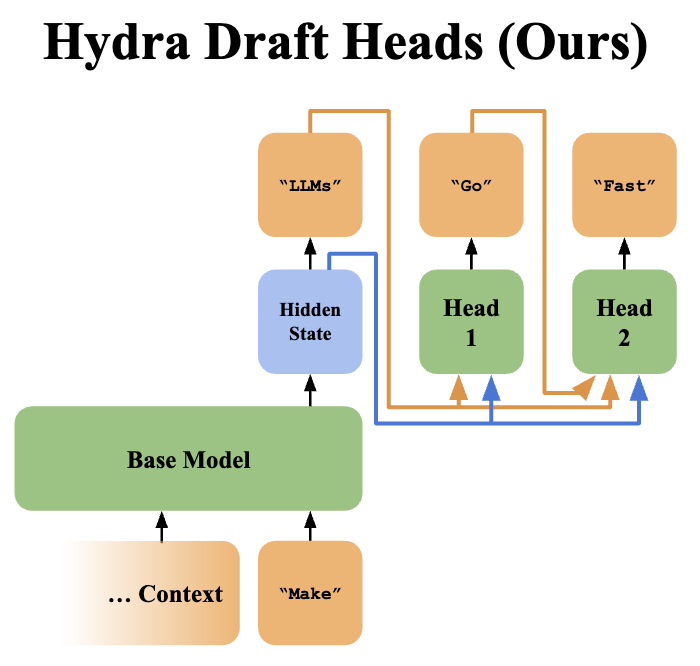 Hydra Draft Heads (Ours)
“LLMs”
“Go”
“Fast”
Hidden
State
Head
1
Head
2
Base Model
... Context
“Make”